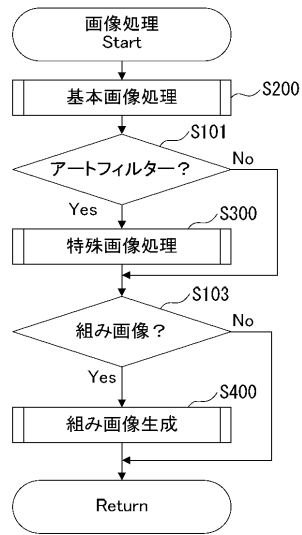 画像処理
Start
基本画像処理
S200
S101
アートフィルター？
No
Yes
S300
特殊画像処理
S103
組み画像？
No
Yes
S400
組み画像生成
Return